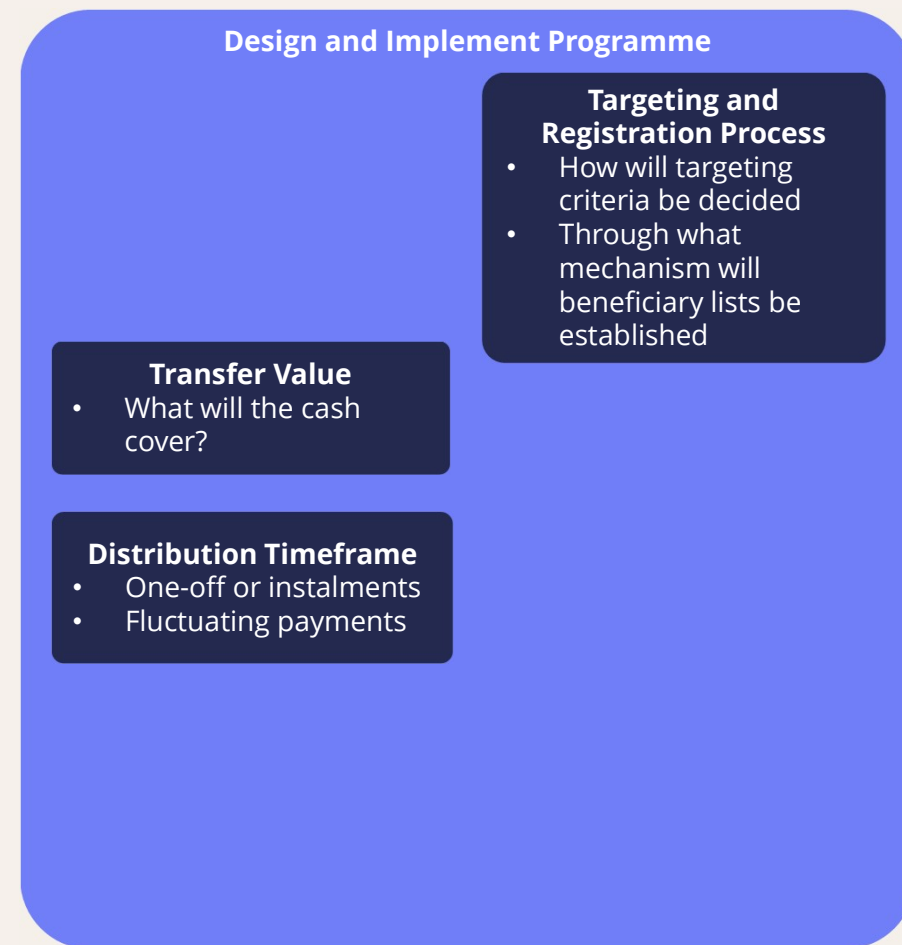 Design and Implement Programme
Targeting and
Registration Process
• How will targeting
criteria be decided
• Through what
mechanism will
beneficiary lists be
established
Transfer Value
• What will the cash
cover?
Distribution Timeframe
• One-off or instalments
• Fluctuating payments